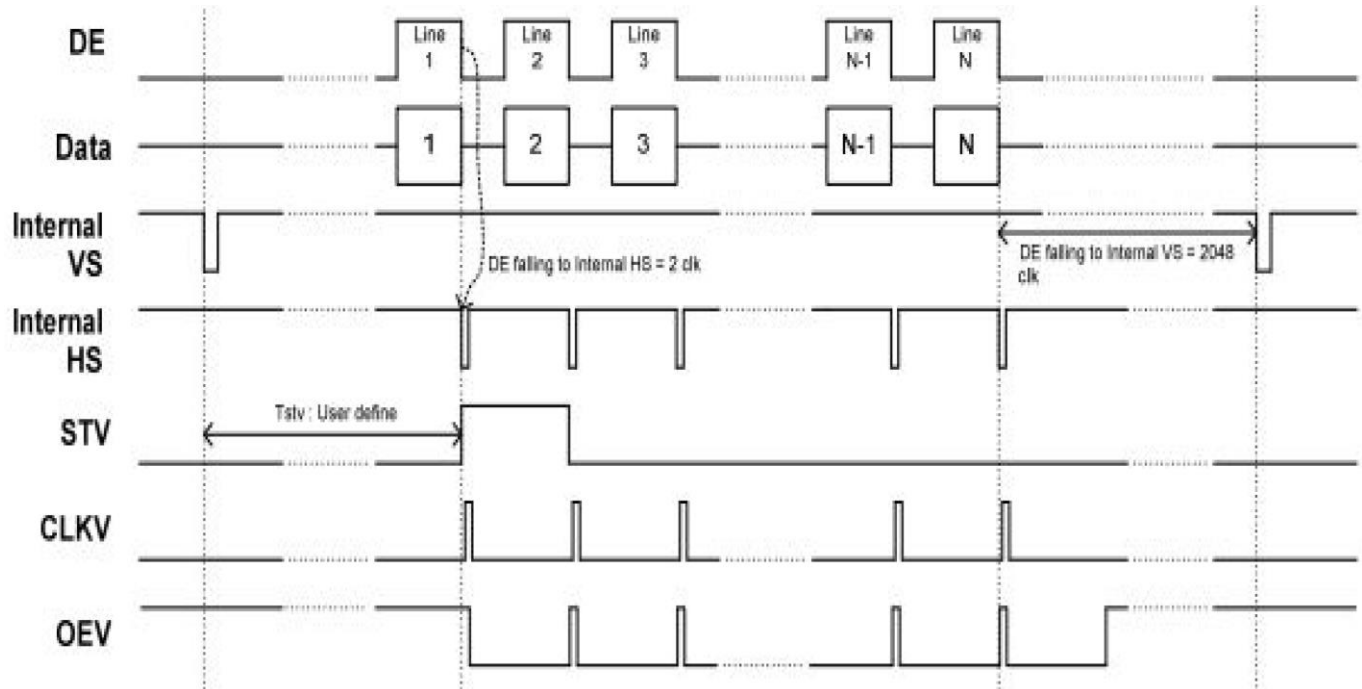 DE
Line
1
Line
2
Line
3
Line
N-1
Line
N
Data
1
2
3
N-1
N
Internal
VS
DE falling to Internal HS = 2 clk
DE falling to Internal VS = 2048
clk
Internal
HS
Tstv : User define
STV
CLKV
OEV